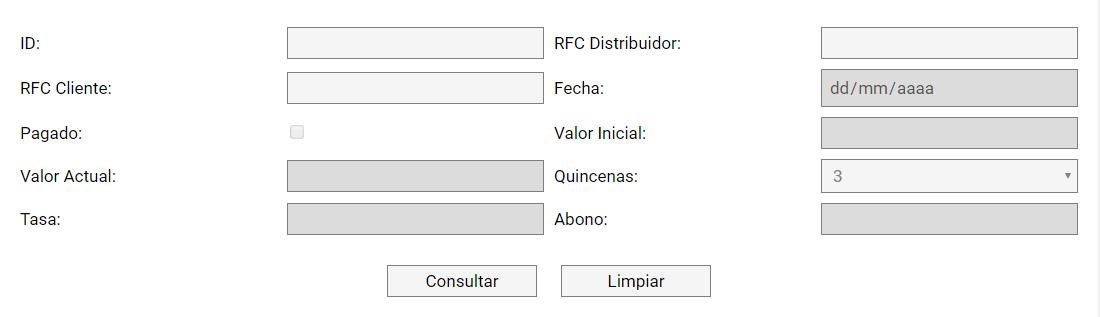 ID: RFC Distribuidor:
RFC Cliente: Fecha: dd/mm/aaaa
Pagado: Valor Inicial:
Valor Actual: Quincenas: 3
Tasa: Abono:
Consultar Limpiar